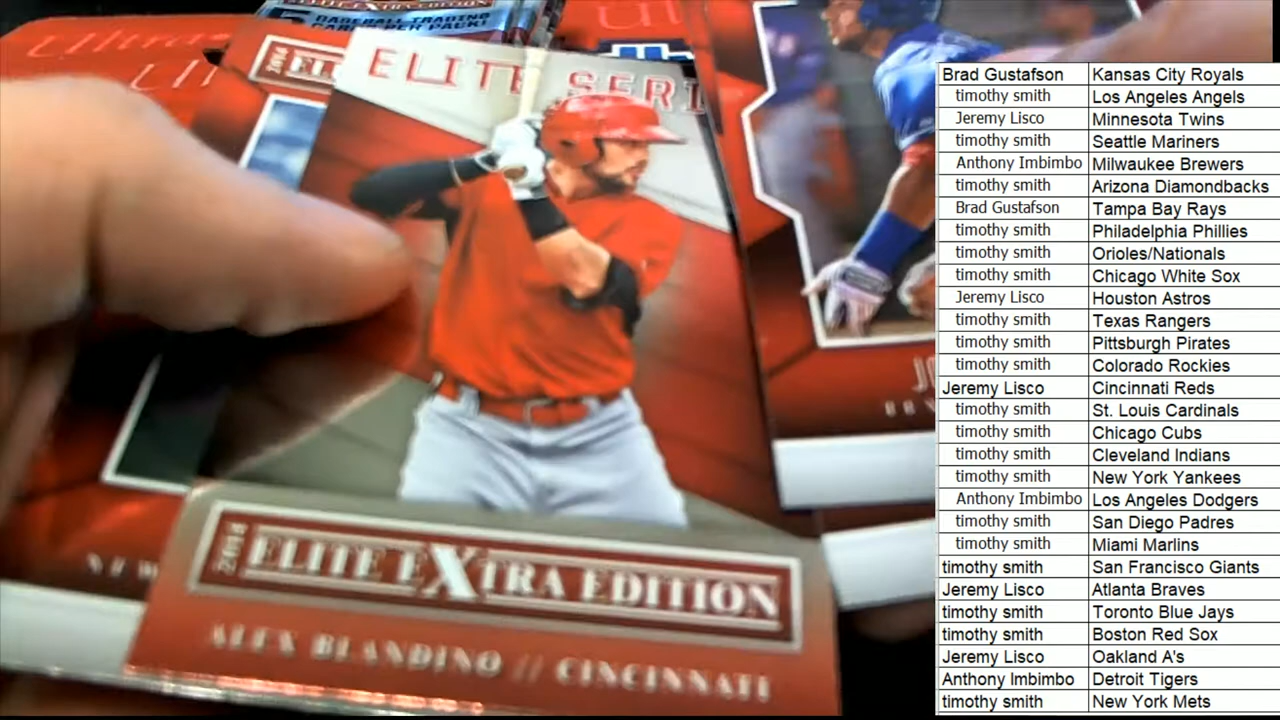 5 BASEBALL TRADING
CARDS PER PACK!
2014
ELITE SERI
2014 ELITE EXTRA EDITION
ALEX BLANDINO // CINCINNATI
Brad Gustafson Kansas City Royals
timothy smith Los Angeles Angels
Jeremy Lisco Minnesota Twins
timothy smith Seattle Mariners
Anthony Imbimbo Milwaukee Brewers
timothy smith Arizona Diamondbacks
Brad Gustafson Tampa Bay Rays
timothy smith Philadelphia Phillies
timothy smith Orioles/Nationals
timothy smith Chicago White Sox
Jeremy Lisco Houston Astros
timothy smith Texas Rangers
timothy smith Pittsburgh Pirates
timothy smith Colorado Rockies
Jeremy Lisco Cincinnati Reds
timothy smith St. Louis Cardinals
timothy smith Chicago Cubs
timothy smith Cleveland Indians
timothy smith New York Yankees
Anthony Imbimbo Los Angeles Dodgers
timothy smith San Diego Padres
timothy smith Miami Marlins
timothy smith San Francisco Giants
Jeremy Lisco Atlanta Braves
timothy smith Toronto Blue Jays
timothy smith Boston Red Sox
Jeremy Lisco Oakland A's
Anthony Imbimbo Detroit Tigers
timothy smith New York Mets